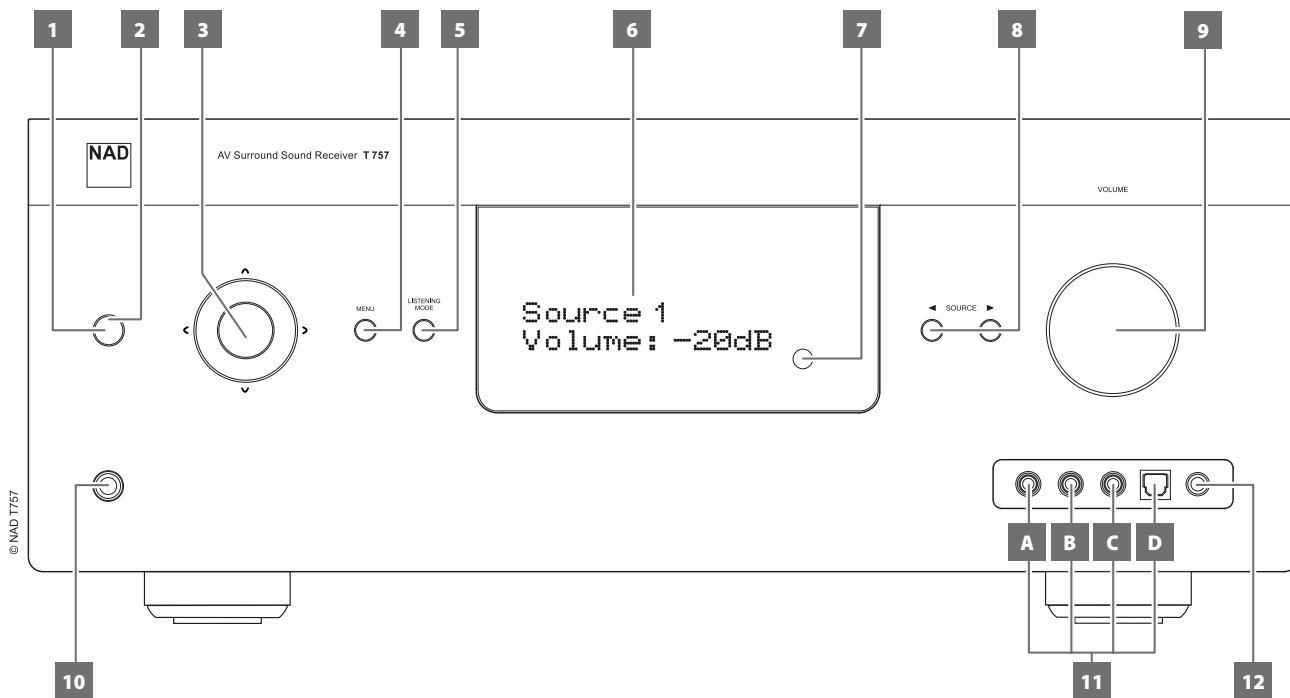 1 2 3 4 5 6 7 8 9
NAD
AV Surround Sound Receiver T 757
VOLUME
MENU
LISTENING
MODE
Source 1
Volume: -20dB
◄ SOURCE ►
© NAD T757
A B C D
10 11 12